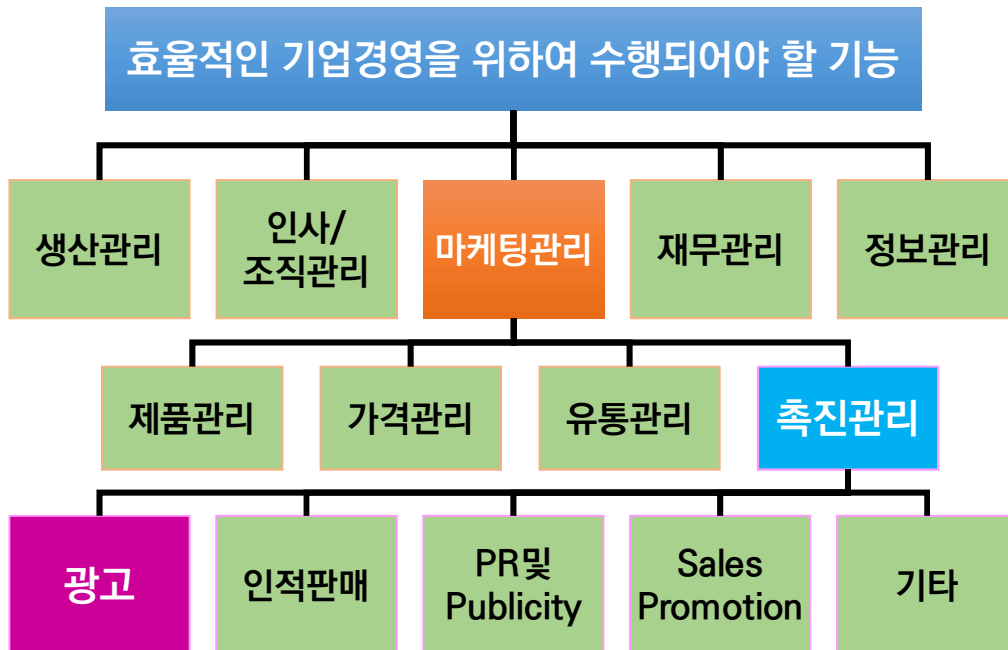 효율적인 기업경영을 위하여 수행되어야 할 기능
생산관리
인사/
조직관리
마케팅관리
재무관리
정보관리
제품관리
가격관리
유통관리
촉진관리
광고
인적판매
PR및
Publicity
Sales
Promotion
기타